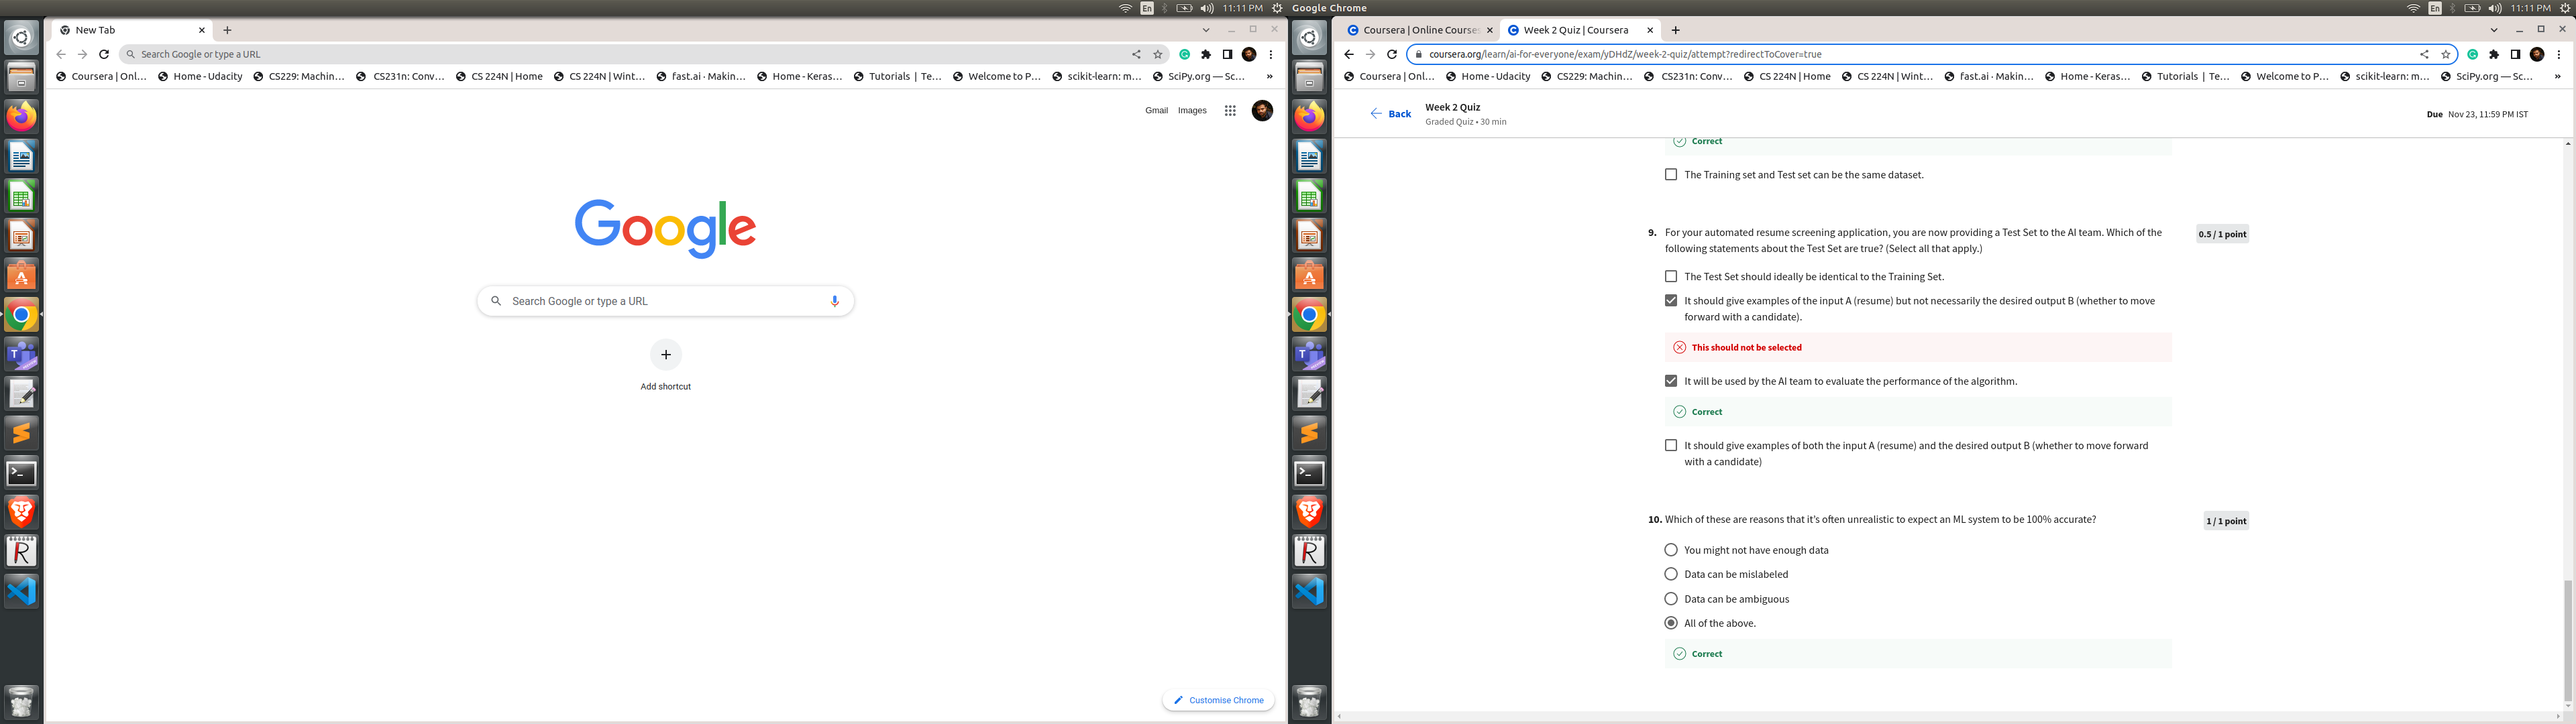 En
11:11 PM
Google Chrome
En
11:11 PM
New Tab
Search Google or type a URL
Coursera | Onl...
Home - Udacity
CS229: Machin...
CS231n: Conv...
CS 224N | Home
CS 224N | Wint...
fast.ai · Makin...
Home - Keras...
Tutorials | Te...
Welcome to P...
scikit-learn: m...
SciPy.org — Sc...
»
Gmail
Images
Google
Search Google or type a URL
Add shortcut
Customise Chrome
Coursera | Online Course
Week 2 Quiz | Coursera
coursera.org/learn/ai-for-everyone/exam/yDHdZ/week-2-quiz/attempt?redirectToCover=true
Coursera | Onl...
Home - Udacity
CS229: Machin...
CS231n: Conv...
CS 224N | Home
CS 224N | Wint...
fast.ai · Makin...
Home - Keras...
Tutorials | Te...
Welcome to P...
scikit-learn: m...
SciPy.org — Sc...
»
Back
Week 2 Quiz
Graded Quiz • 30 min
Due Nov 23, 11:59 PM IST
Correct
The Training set and Test set can be the same dataset.
9. For your automated resume screening application, you are now providing a Test Set to the AI team. Which of the
following statements about the Test Set are true? (Select all that apply.)
0.5 / 1 point
The Test Set should ideally be identical to the Training Set.
It should give examples of the input A (resume) but not necessarily the desired output B (whether to move
forward with a candidate).
This should not be selected
It will be used by the AI team to evaluate the performance of the algorithm.
Correct
It should give examples of both the input A (resume) and the desired output B (whether to move forward
with a candidate)
10. Which of these are reasons that it's often unrealistic to expect an ML system to be 100% accurate?
1 / 1 point
You might not have enough data
Data can be mislabeled
Data can be ambiguous
All of the above.
Correct